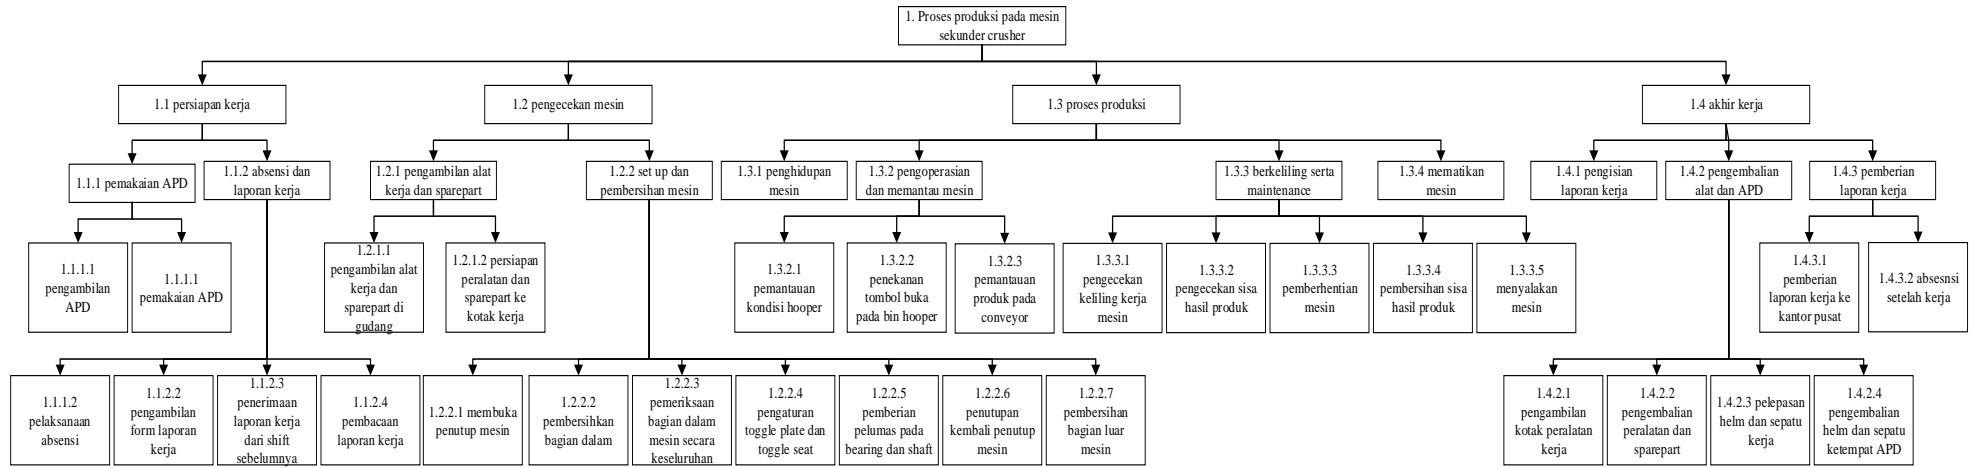 1. Proses produksi pada mesin
sekunder crusher
1.1 persiapan kerja
1.2 pengecekan mesin
1.3 proses produksi
1.4 akhir kerja
1.1.1 pemakaian APD
1.1.2 absensi dan
laporan kerja
1.2.1 pengambilan alat
kerja dan sparepart
1.2.2 set up dan
pembersihan mesin
1.3.1 penghidupan
mesin
1.3.2 pengoperasian
dan memantau mesin
1.3.3 berkeliling serta
maintenance
1.3.4 mematikan
mesin
1.4.1 pengisian
laporan kerja
1.4.2 pengembalian
alat dan APD
1.4.3 pemberian
laporan kerja
1.1.1.1
pengambilan
APD
1.1.1.1
pemakaian APD
1.2.1.1
pengambilan alat
kerja dan
sparepart di
gudang
1.2.1.2 persiapan
peralatan dan
sparepart ke
kotak kerja
1.3.2.1
pemantauan
kondisi hooper
1.3.2.2
penekanan
tombol buka
pada bin hooper
1.3.2.3
pemantauan
produk pada
conveyor
1.3.3.1
pengecekan
keliling kerja
mesin
1.3.3.2
pengecekan sisa
hasil produk
1.3.3.3
pemberhentian
mesin
1.3.3.4
pembersihan sisa
hasil produk
1.3.3.5
menyalakan
mesin
1.4.3.1
pemberian
laporan kerja ke
kantor pusat
1.4.3.2 absesnsi
setelah kerja
1.1.1.2
pelaksanaan
absensi
1.1.2.2
pengambilan
form laporan
kerja
1.1.2.3
penerimaan
laporan kerja
dari shift
sebelumnya
1.1.2.4
pembacaan
laporan kerja
1.2.2.1 membuka
penutup mesin
1.2.2.2
pembersihkan
bagian dalam
1.2.2.3
pemeriksaan
bagian dalam
mesin secara
keseluruhan
1.2.2.4
pengaturan
toggle plate dan
toggle seat
1.2.2.5
pemberian
pelumas pada
bearing dan shaft
1.2.2.6
penutupan
kembali penutup
mesin
1.2.2.7
pembersihan
bagian luar
mesin
1.4.2.1
pengambilan
kotak peralatan
kerja
1.4.2.2
pengembalian
peralatan dan
sparepart
1.4.2.3 pelepasan
helm dan sepatu
kerja
1.4.2.4
pengembalian
helm dan sepatu
ketempat APD